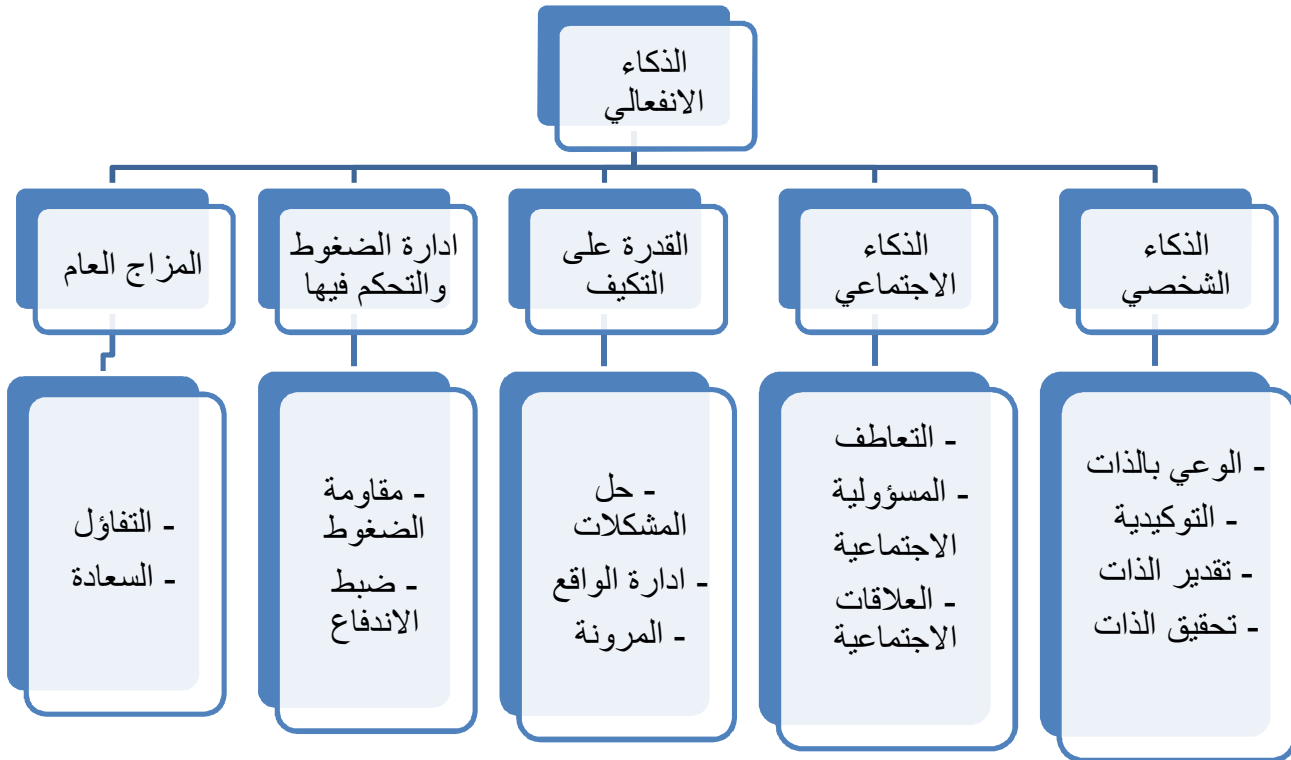 الذكاء
الانفعالي
الذكاء
الشخصي
الذكاء
الاجتماعي
القدرة على
التكيف
ادارة الضغوط
والتحكم فيها
المزاج العام
- الوعي بالذات
- التوكيدية
- تقدير الذات
- تحقيق الذات
- التعاطف
- المسؤولية
الاجتماعية
- العلاقات
الاجتماعية
- حل
المشكلات
- ادارة الواقع
- المرونة
- مقاومة
الضغوط
- ضبط
الاندفاع
- التفاؤل
- السعادة